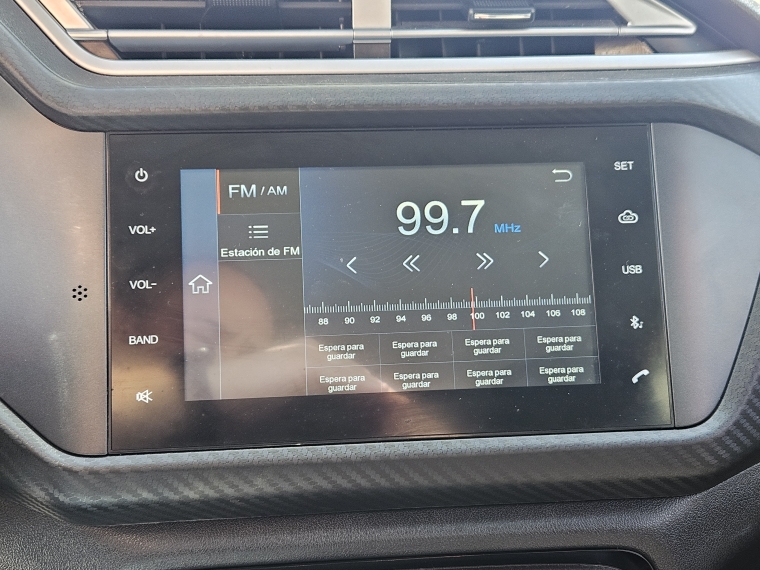 VOL+
VOL-
BAND
FM / AM
Estación de FM
99.7 MHz
88 90 92 94 96 98 100 102 104 106 108
Espera para
guardar
Espera para
guardar
Espera para
guardar
Espera para
guardar
Espera para
guardar
Espera para
guardar
Espera para
guardar
Espera para
guardar
SET
USB